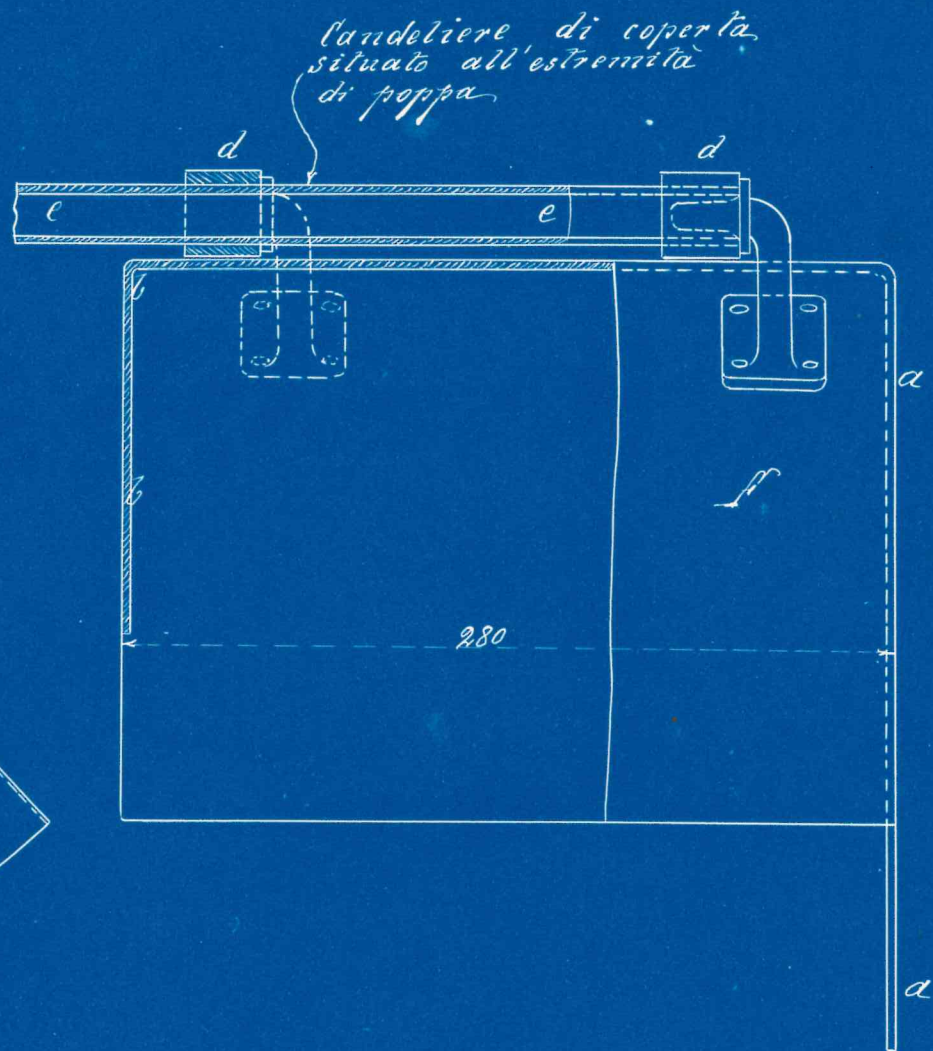 Candeliere di coperta
situato all'estremità
di poppa
d d
e e
b
a
b
f
280
a